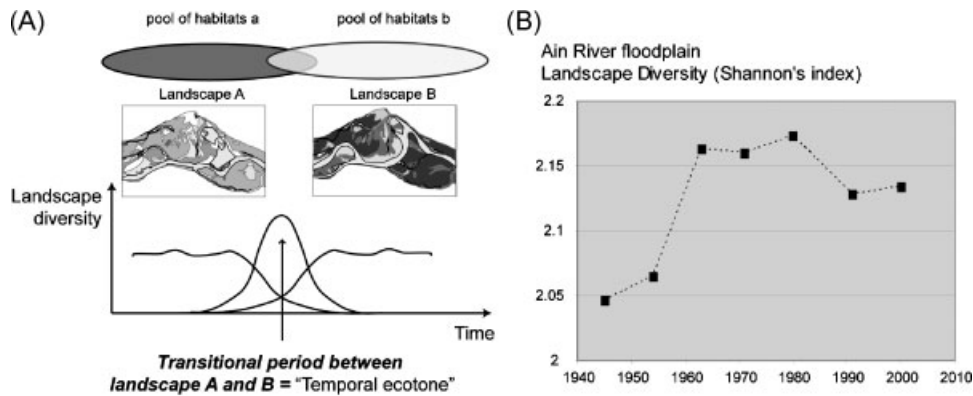 (A)
pool of habitats a
pool of habitats b
Landscape A
Landscape B
Landscape
diversity
Time
Transitional period between
landscape A and B = “Temporal ecotone”
(B)
Ain River floodplain
Landscape Diversity (Shannon's index)
2.2
2.15
2.1
2.05
2
1940 1950 1960 1970 1980 1990 2000 2010